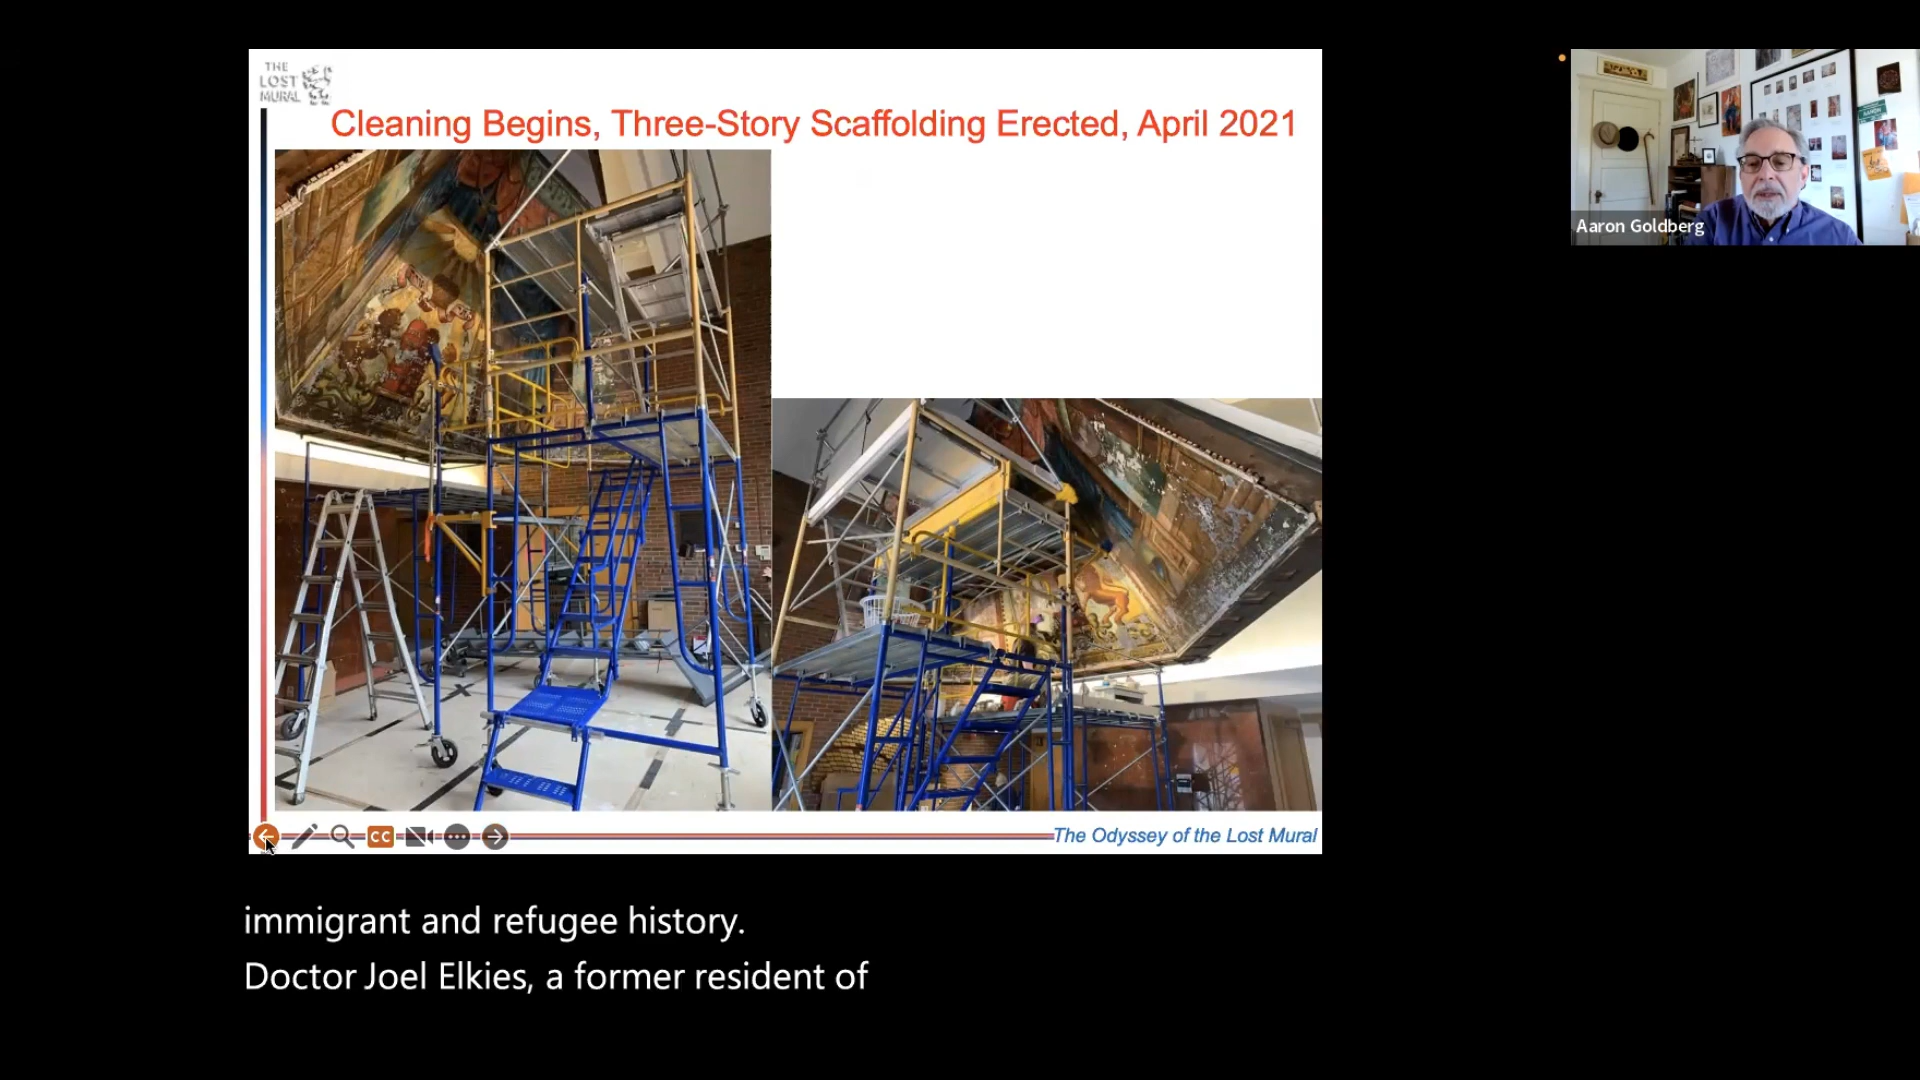 THE
LOST
MURAL
Cleaning Begins, Three-Story Scaffolding Erected, April 2021
Aaron Goldberg
CC
The Odyssey of the Lost Mural
immigrant and refugee history.
Doctor Joel Elkies, a former resident of